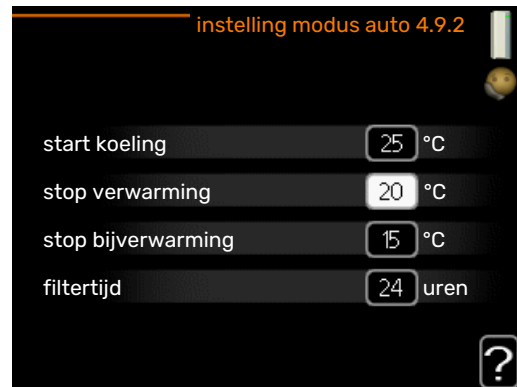 instelling modus auto 4.9.2
start koeling 25 °C
stop verwarming 20 °C
stop bijverwarming 15 °C
filtertijd 24 uren
?